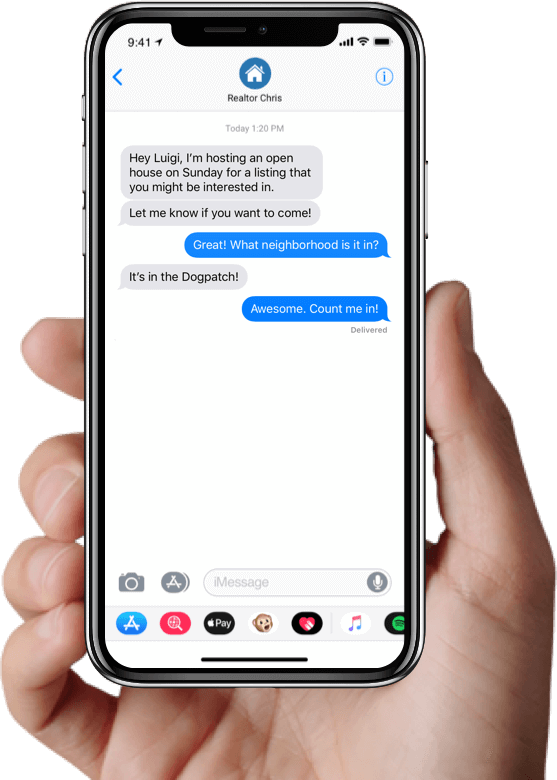 9:41
Realtor Chris
Today 1:20 PM
Hey Luigi, I'm hosting an open
house on Sunday for a listing that
you might be interested in.
Let me know if you want to come!
Great! What neighborhood is it in?
It's in the Dogpatch!
Awesome. Count me in!
Delivered
iMessage
Pay